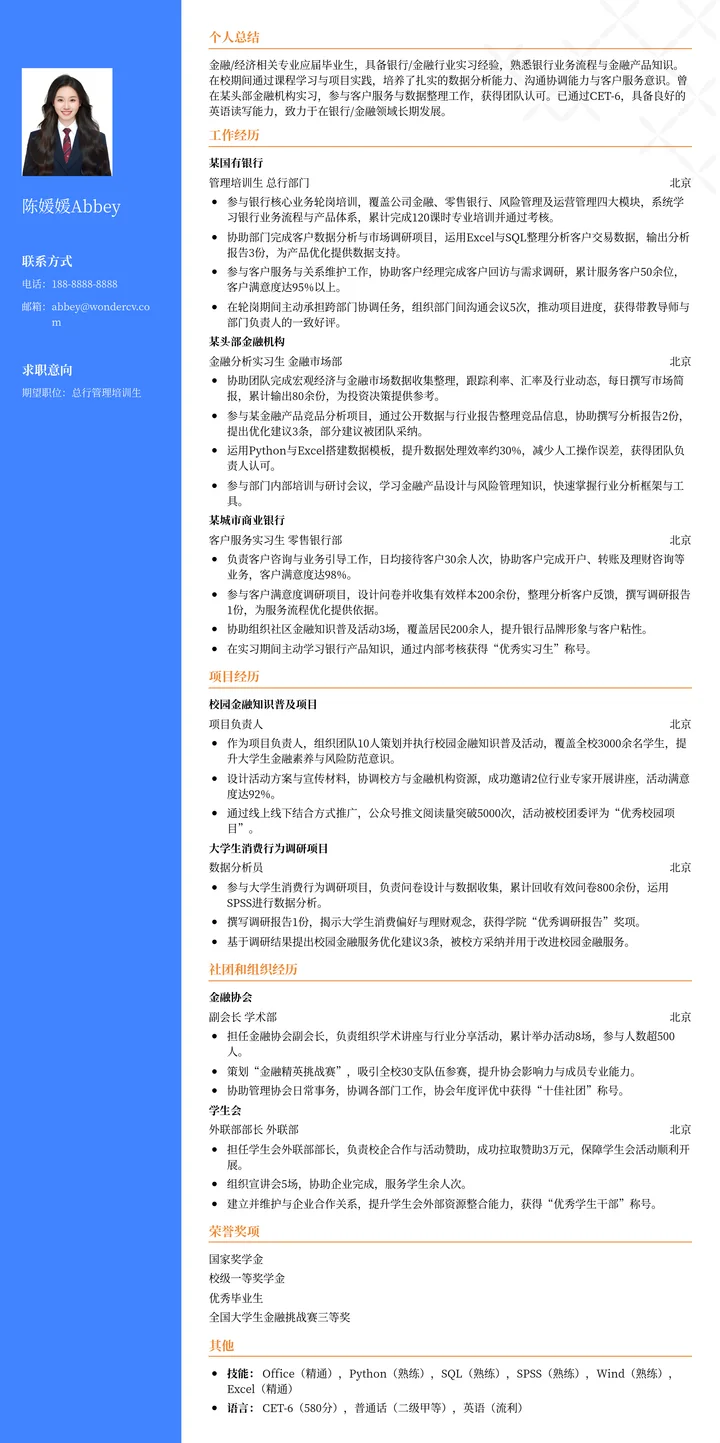 陈媛媛Abbey
联系方式
电话：188-8888-8888
邮箱：abbey@wondercv.co
m
求职意向
期望职位：总行管理培训生
个人总结
金融/经济相关专业应届毕业生，具备银行/金融行业实习经验，熟悉银行业务流程与金融产品知识。
在校期间通过课程学习与项目实践，培养了扎实的数据分析能力、沟通协调能力与客户服务意识。曾
在某头部金融机构实习，参与客户服务与数据整理工作，获得团队认可。已通过CET-6，具备良好的
英语读写能力，致力于在银行/金融领域长期发展。
工作经历
某国有银行
管理培训生 总行部门 北京
• 参与银行核心业务轮岗培训，覆盖公司金融、零售银行、风险管理及运营管理四大模块，系统学
习银行业务流程与产品体系，累计完成120课时专业培训并通过考核。
• 协助部门完成客户数据分析与市场调研项目，运用Excel与SQL整理分析客户交易数据，输出分析
报告3份，为产品优化提供数据支持。
• 参与客户服务与关系维护工作，协助客户经理完成客户回访与需求调研，累计服务客户50余位，
客户满意度达95%以上。
• 在轮岗期间主动承担跨部门协调任务，组织部门间沟通会议5次，推动项目进度，获得带教导师与
部门负责人的一致好评。
某头部金融机构
金融分析实习生 金融市场部 北京
• 协助团队完成宏观经济与金融市场数据收集整理，跟踪利率、汇率及行业动态，每日撰写市场简
报，累计输出80余份，为投资决策提供参考。
• 参与某金融产品竞品分析项目，通过公开数据与行业报告整理竞品信息，协助撰写分析报告2份，
提出优化建议3条，部分建议被团队采纳。
• 运用Python与Excel搭建数据模板，提升数据处理效率约30%，减少人工操作误差，获得团队负
责人认可。
• 参与部门内部培训与研讨会议，学习金融产品设计与风险管理知识，快速掌握行业分析框架与工
具。
某城市商业银行
客户服务实习生 零售银行部 北京
• 负责客户咨询与业务引导工作，日均接待客户30余人次，协助客户完成开户、转账及理财咨询等
业务，客户满意度达98%。
• 参与客户满意度调研项目，设计问卷并收集有效样本200余份，整理分析客户反馈，撰写调研报告
1份，为服务流程优化提供依据。
• 协助组织社区金融知识普及活动3场，覆盖居民200余人，提升银行品牌形象与客户粘性。
• 在实习期间主动学习银行产品知识，通过内部考核获得“优秀实习生”称号。
项目经历
校园金融知识普及项目
项目负责人 北京
• 作为项目负责人，组织团队10人策划并执行校园金融知识普及活动，覆盖全校3000余名学生，提
升大学生金融素养与风险防范意识。
• 设计活动方案与宣传材料，协调校方与金融机构资源，成功邀请2位行业专家开展讲座，活动满意
度达92%。
• 通过线上线下结合方式推广，公众号推文阅读量突破5000次，活动被校团委评为“优秀校园项
目”。
大学生消费行为调研项目
数据分析员 北京
• 参与大学生消费行为调研项目，负责问卷设计与数据收集，累计回收有效问卷800余份，运用
SPSS进行数据分析。
• 撰写调研报告1份，揭示大学生消费偏好与理财观念，获得学院“优秀调研报告”奖项。
• 基于调研结果提出校园金融服务优化建议3条，被校方采纳并用于改进校园金融服务。
社团和组织经历
金融协会
副会长 学术部 北京
• 担任金融协会副会长，负责组织学术讲座与行业分享活动，累计举办活动8场，参与人数超500
人。
• 策划“金融精英挑战赛”，吸引全校30支队伍参赛，提升协会影响力与成员专业能力。
• 协助管理协会日常事务，协调各部门工作，协会年度评优中获得“十佳社团”称号。
学生会
外联部部长 外联部 北京
• 担任学生会外联部部长，负责校企合作与活动赞助，成功拉取赞助3万元，保障学生会活动顺利开
展。
• 组织宣讲会5场，协助企业完成，服务学生余人次。
• 建立并维护与企业合作关系，提升学生会外部资源整合能力，获得“优秀学生干部”称号。
荣誉奖项
国家奖学金
校级一等奖学金
优秀毕业生
全国大学生金融挑战赛三等奖
其他
• 技能： Office（精通），Python（熟练），SQL（熟练），SPSS（熟练），Wind（熟练），
Excel（精通）
• 语言： CET-6（580分），普通话（二级甲等），英语（流利）